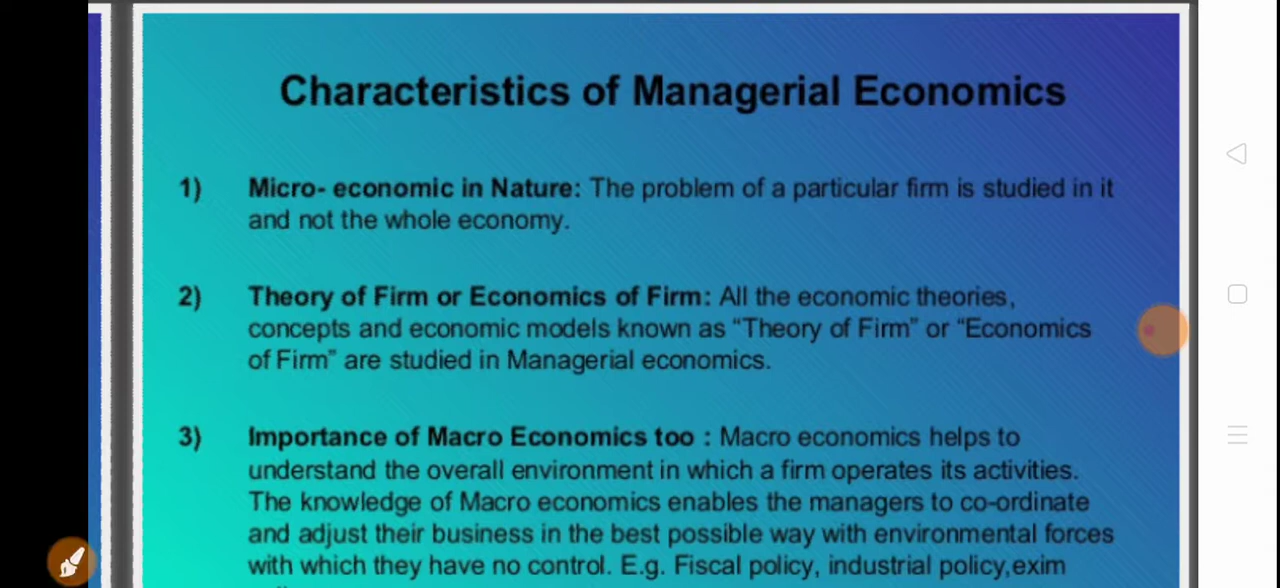 Characteristics of Managerial Economics
1) Micro- economic in Nature: The problem of a particular firm is studied in it
and not the whole economy.
2) Theory of Firm or Economics of Firm: All the economic theories,
concepts and economic models known as “Theory of Firm” or “Economics
of Firm” are studied in Managerial economics.
3) Importance of Macro Economics too : Macro economics helps to
understand the overall environment in which a firm operates its activities.
The knowledge of Macro economics enables the managers to co-ordinate
and adjust their business in the best possible way with environmental forces
with which they have no control. E.g. Fiscal policy, industrial policy,exim